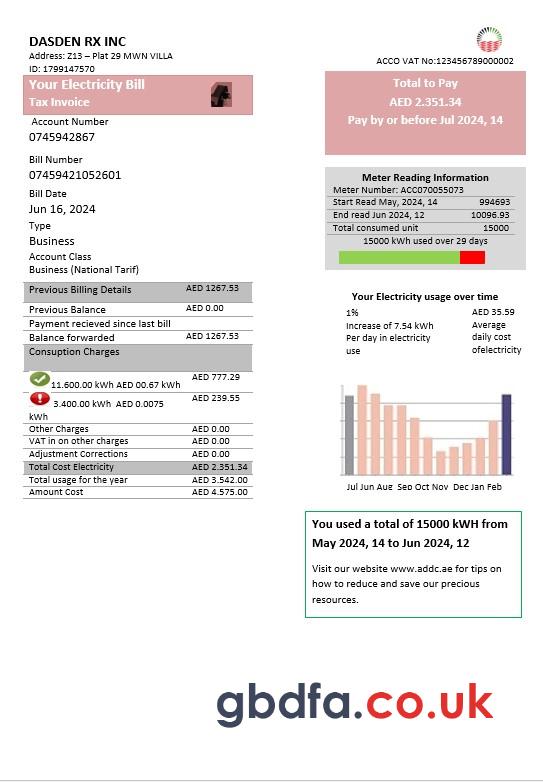 DASDEN RX INC
Address: Z13 – Plat 29 MWN VILLA
ID: 1799147570
ACCO VAT No:123456789000002
Your Electricity Bill
Tax Invoice
Total to Pay
AED 2.351.34
Pay by or before Jul 2024, 14
Account Number
0745942867
Bill Number
07459421052601
Bill Date
Jun 16, 2024
Type
Business
Account Class
Business (National Tarif)
Meter Reading Information
Meter Number: ACC070055073
Start Read May, 2024, 14 994693
End read Jun 2024, 12 10096.93
Total consumed unit 15000
15000 kWh used over 29 days
Previous Billing Details AED 1267.53
Previous Balance AED 0.00
Payment recieved since last bill
Balance forwarded AED 1267.53
Consuption Charges
11.600.00 kWh AED 00.67 kWh AED 777.29
3.400.00 kWh AED 0.0075 AED 239.55
kWh
Other Charges AED 0.00
VAT in on other charges AED 0.00
Adjustment Corrections AED 0.00
Total Cost Electricity AED 2.351.34
Total usage for the year AED 3.542.00
Amount Cost AED 4.575.00
Your Electricity usage over time
1% AED 35.59
Increase of 7.54 kWh Average
Per day in electricity daily cost
use ofelectricity
Jul Jun Aug Sep Oct Nov Dec Jan Feb
You used a total of 15000 kWH from
May 2024, 14 to Jun 2024, 12
Visit our website www.addc.ae for tips on
how to reduce and save our precious
resources.
gbdfa.co.uk